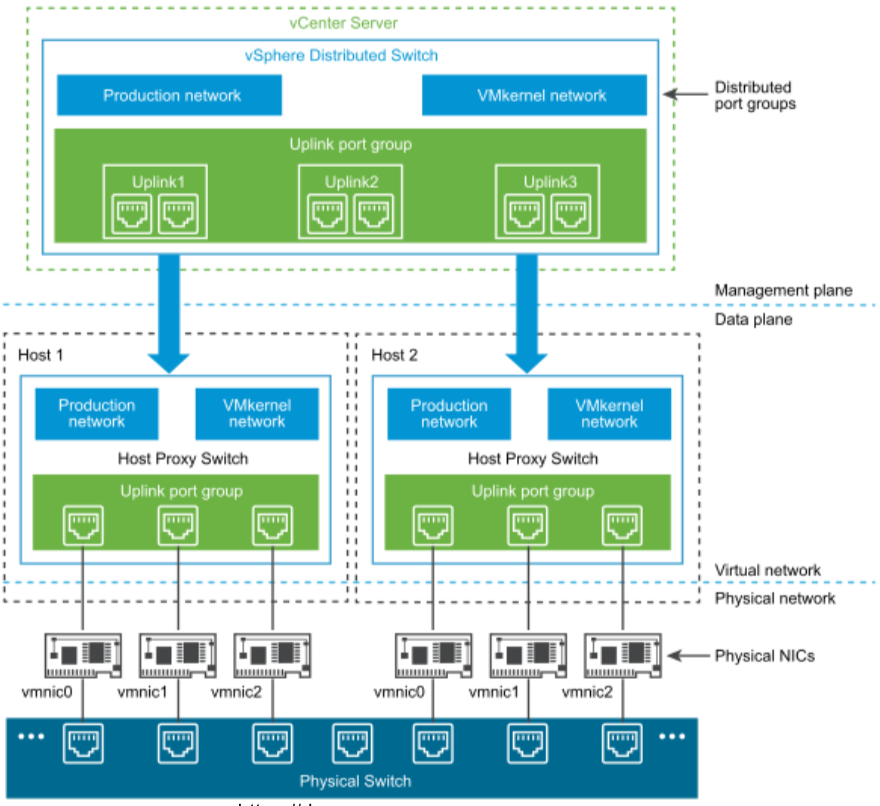 vCenter Server
vSphere Distributed Switch
Production network
VMkernel network
Distributed
port groups
Uplink port group
Uplink1
Uplink2
Uplink3
Management plane
Data plane
Host 1
Host 2
Production
network
VMkernel
network
Production
network
VMkernel
network
Host Proxy Switch
Host Proxy Switch
Uplink port group
Uplink port group
Virtual network
Physical network
Physical NICs
vmnic0
vmnic1
vmnic2
vmnic0
vmnic1
vmnic2
Physical Switch